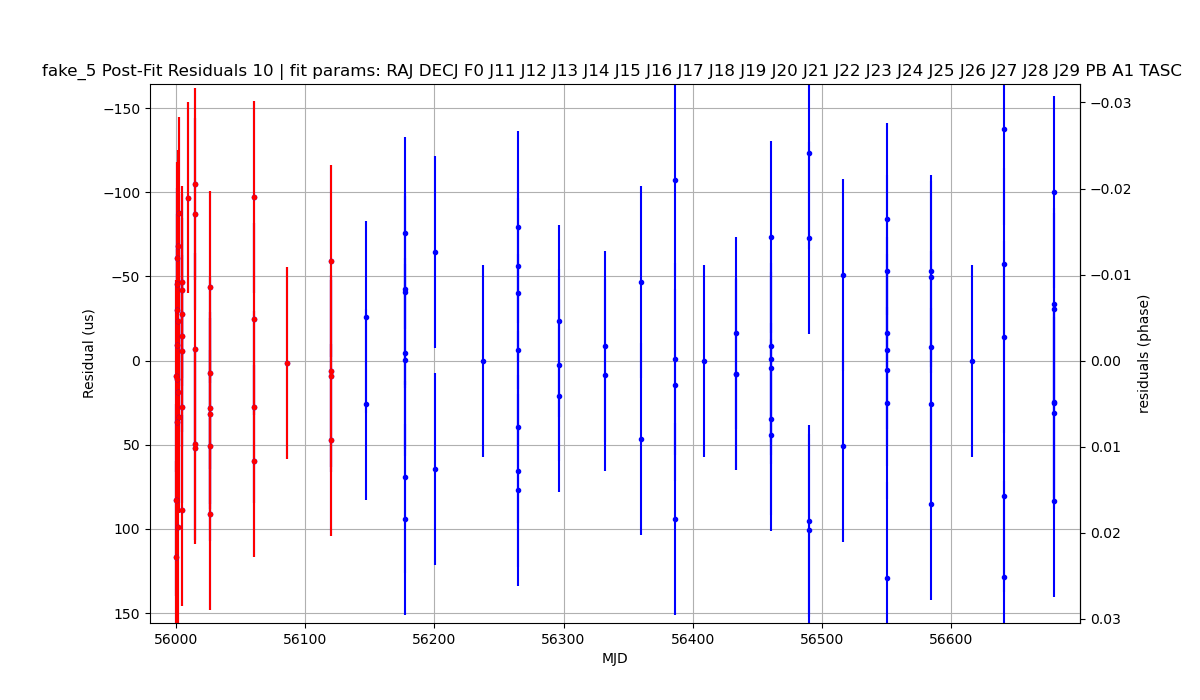 fake_5 Post-Fit Residuals 10 | fit params: RAJ DECJ F0 J11 J12 J13 J14 J15 J16 J17 J18 J19 J20 J21 J22 J23 J24 J25 J26 J27 J28 J29 PB A1 TASC
−150
−100
−50
0
50
100
150
Residual (us)
−0.03
−0.02
−0.01
0.00
0.01
0.02
0.03
residuals (phase)
56000 56100 56200 56300 56400 56500 56600
MJD